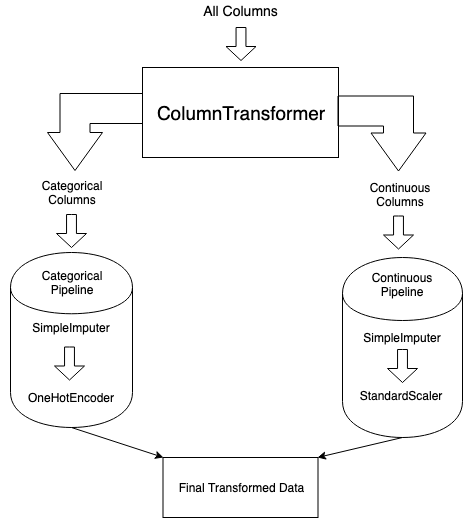 All Columns
ColumnTransformer
Categorical
Columns
Continuous
Columns
Categorical
Pipeline
SimpleImputer
OneHotEncoder
Continuous
Pipeline
SimpleImputer
StandardScaler
Final Transformed Data